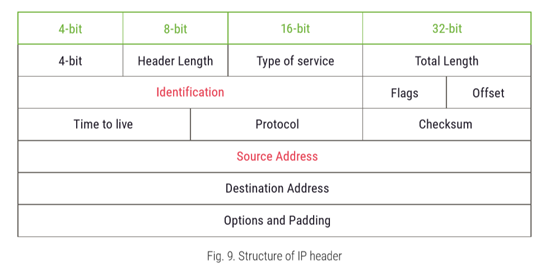 4-bit 8-bit 16-bit 32-bit
4-bit Header Length Type of service Total Length
Identification Flags Offset
Time to live Protocol Checksum
Source Address
Destination Address
Options and Padding
Fig. 9. Structure of IP header